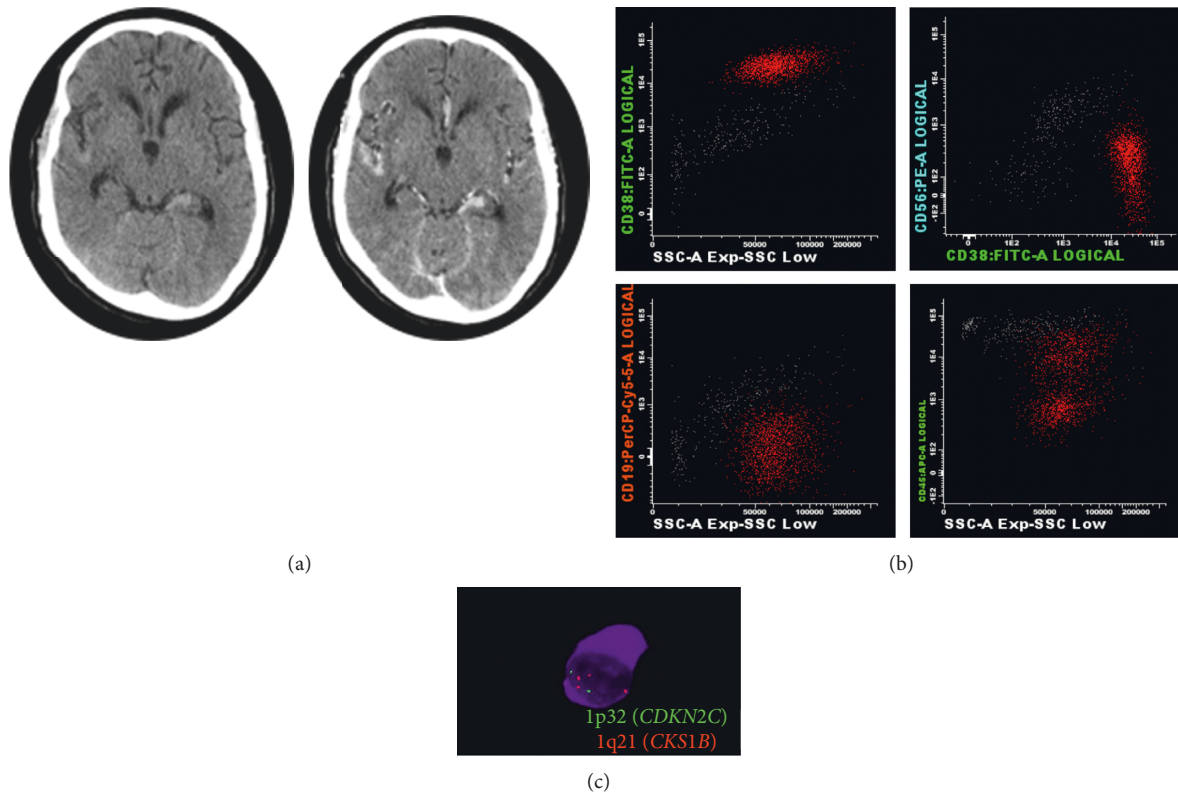 CD38:FITC-A LOGICAL
1E5
1E4
1E3
1E2
0
0
50000
100000
200000
SSC-A Exp-SSC Low
CD56:PE-A LOGICAL
1E5
1E4
1E3
1E2
0
-1E2
0
1E2
1E3
1E4
1E5
CD38:FITC-A LOGICAL
CD19:PerCP-Cy5-5-A LOGICAL
1E5
1E4
1E3
0
0
50000
100000
200000
SSC-A Exp-SSC Low
CD45:APC-A LOGICAL
1E5
1E4
1E3
1E2
0
-1E2
0
50000
100000
200000
SSC-A Exp-SSC Low
(a)
(b)
1p32 (CDKN2C)
1q21 (CKS1B)
(c)